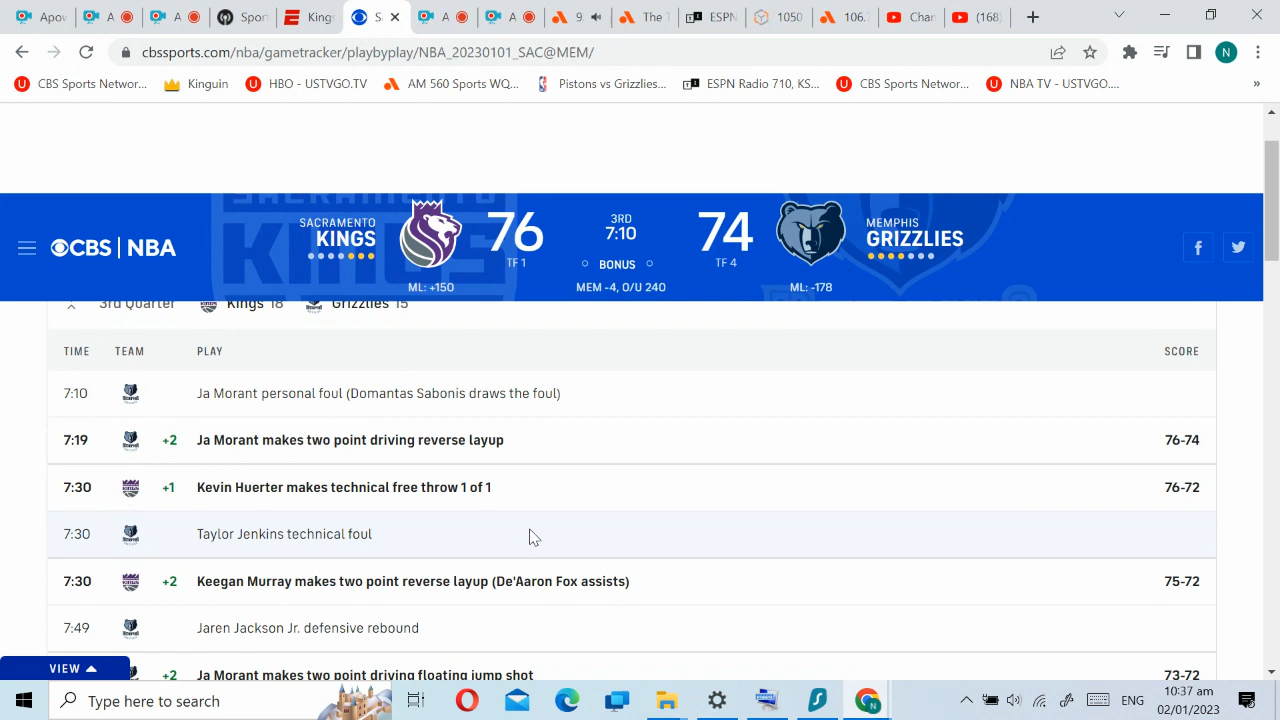 Apov
A
A
Spor
King
S
A
A
9
The T
ESPN
1050
106.7
Chan
(168)
cbssports.com/nba/gametracker/playbyplay/NBA_20230101_SAC@MEM/
N
CBS Sports Networ...
Kinguin
HBO - USTVGO.TV
AM 560 Sports WQ...
Pistons vs Grizzlies...
ESPN Radio 710, KS...
CBS Sports Networ...
NBA TV - USTVGO....
»
CBS | NBA
SACRAMENTO
KINGS
76
TF 1
3RD
7:10
BONUS
74
TF 4
MEMPHIS
GRIZZLIES
ML: +150
MEM -4, O/U 240
ML: -178
3rd Quarter Kings 18 Grizzlies 15
TIME TEAM PLAY SCORE
7:10 Ja Morant personal foul (Domantas Sabonis draws the foul)
7:19 +2 Ja Morant makes two point driving reverse layup 76-74
7:30 +1 Kevin Huerter makes technical free throw 1 of 1 76-72
7:30 Taylor Jenkins technical foul
7:30 +2 Keegan Murray makes two point reverse layup (De'Aaron Fox assists) 75-72
7:49 Jaren Jackson Jr. defensive rebound
+2 Ja Morant makes two point driving floating jump shot 73-72
VIEW
Type here to search
ENG
10:37 am
02/01/2023